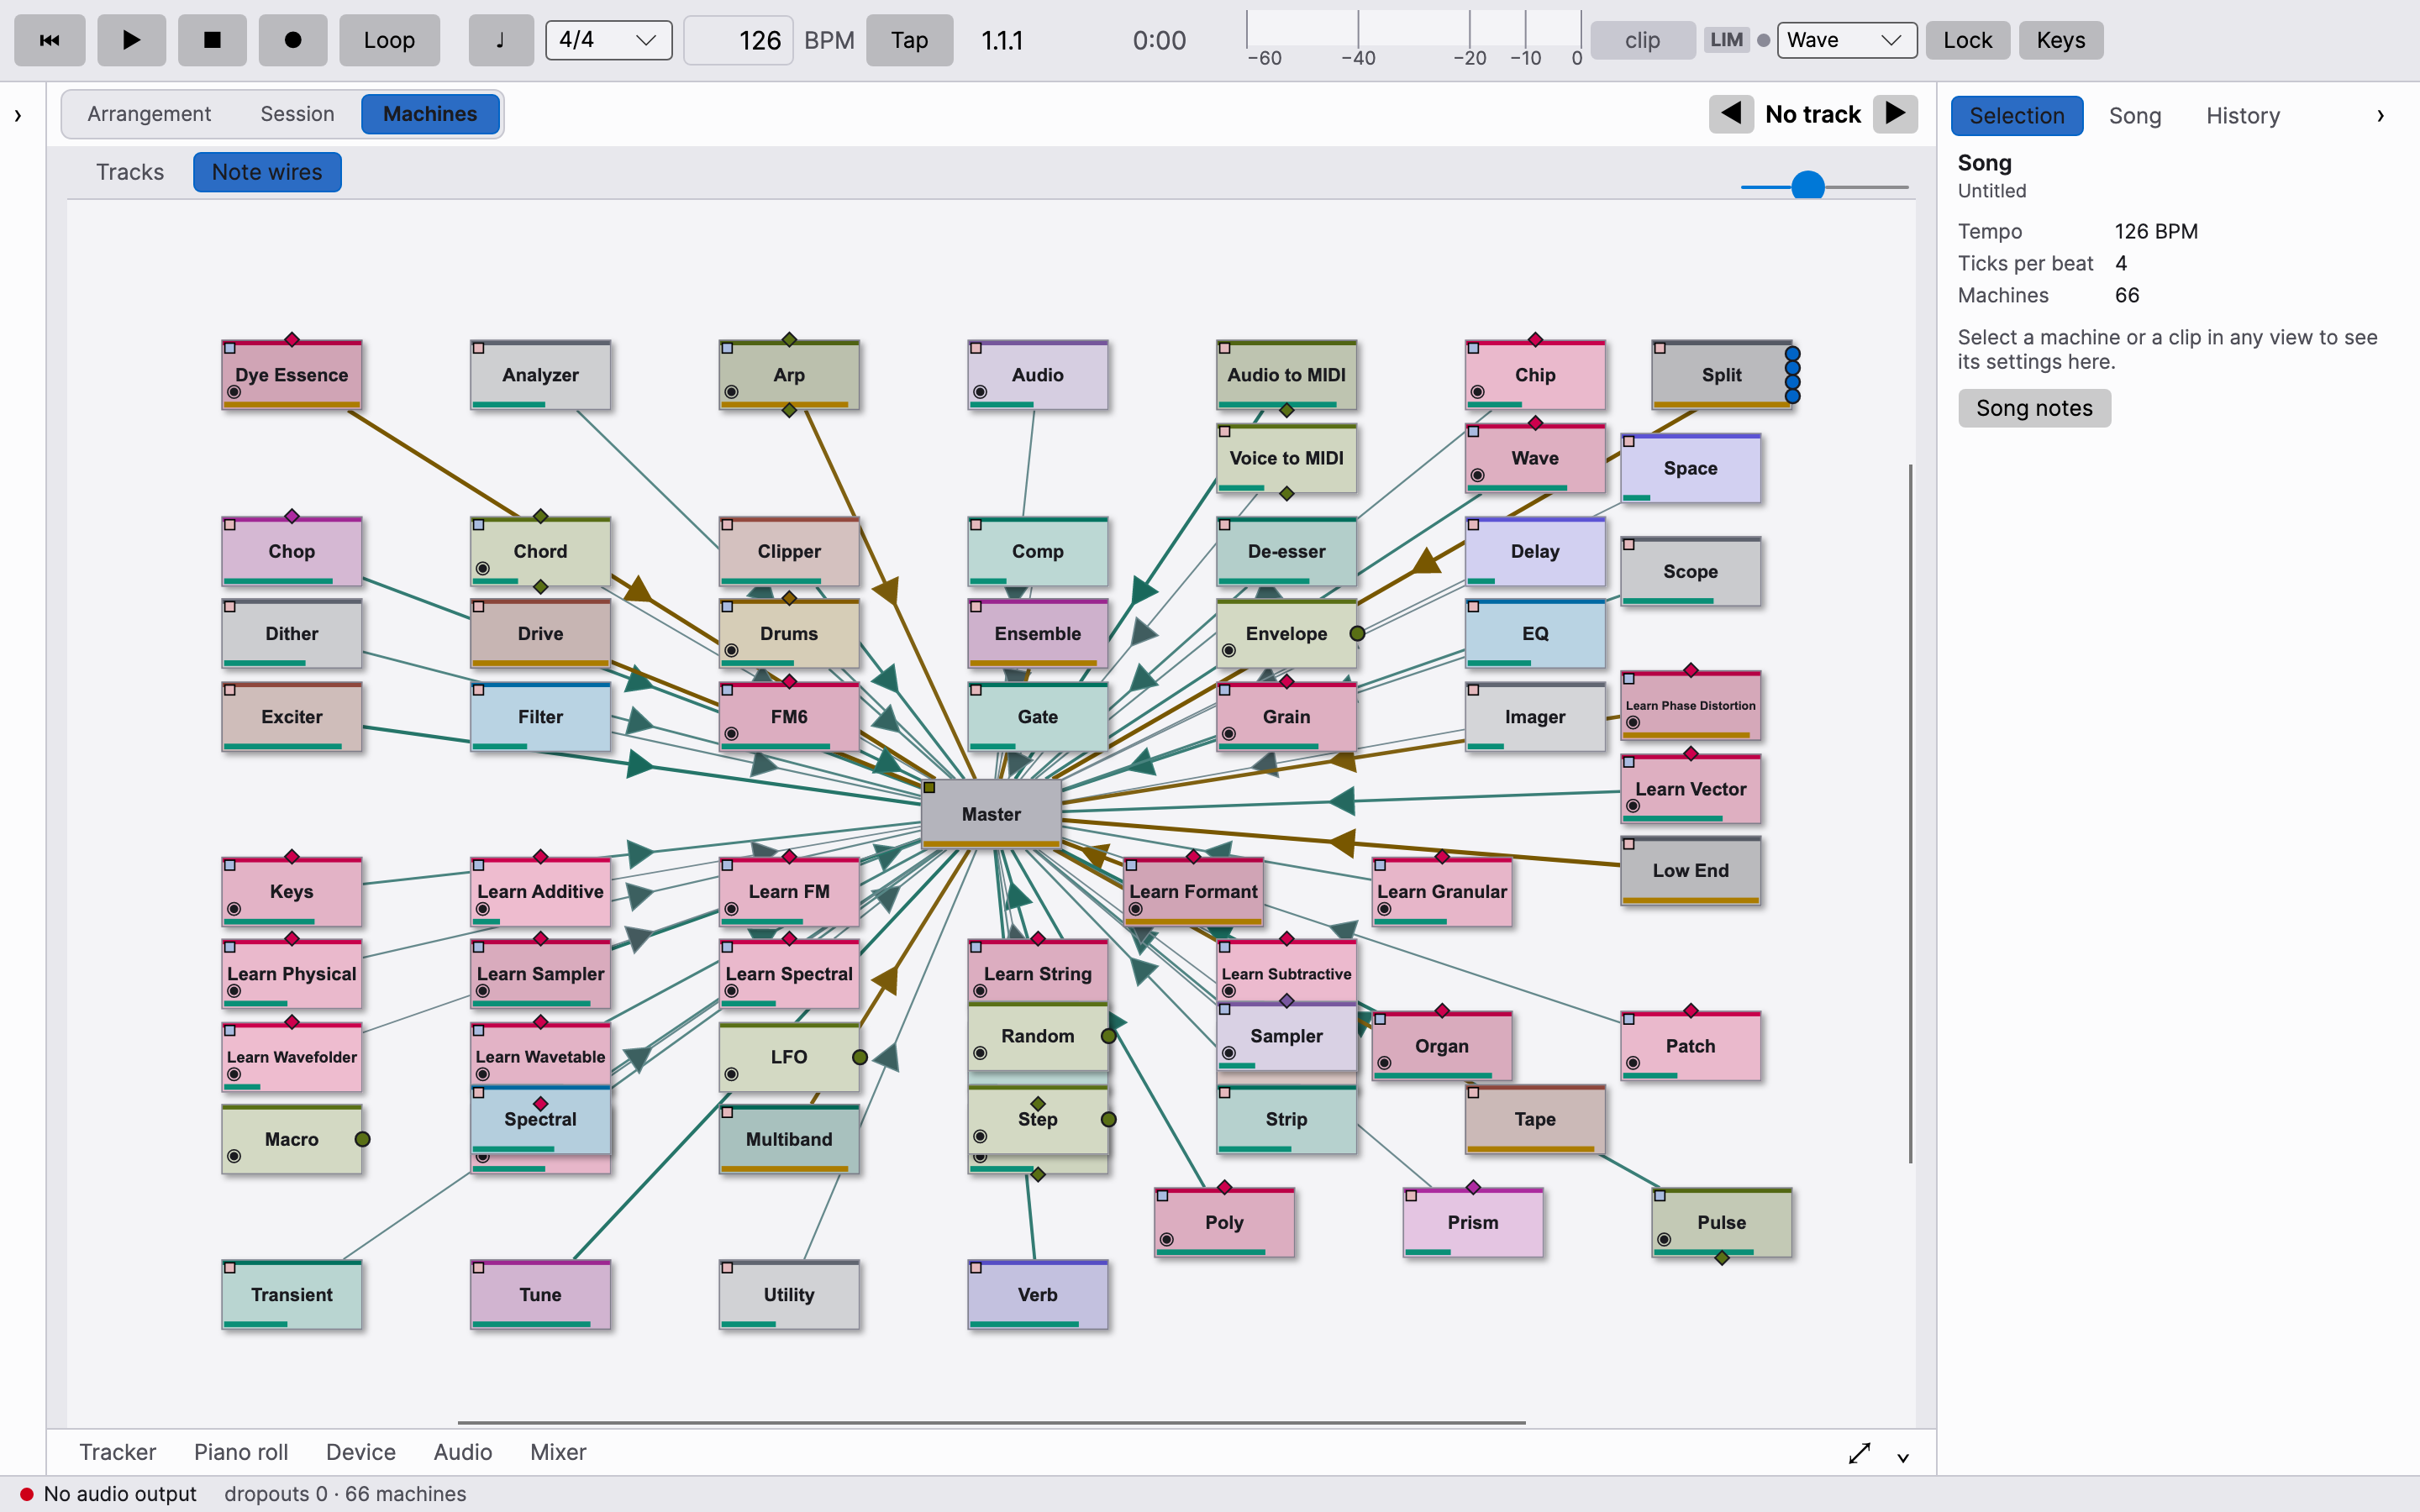 Loop
4/4
126 BPM
Tap
1.1.1
0:00
−60 −40 −20 −10 0
clip
LIM
Wave
Lock
Keys
Arrangement
Session
Machines
No track
Tracks
Note wires
Selection
Song
History
Song
Untitled
Tempo 126 BPM
Ticks per beat 4
Machines 66
Select a machine or a clip in any view to see
its settings here.
Song notes
Dye Essence
Analyzer
Arp
Audio
Audio to MIDI
Chip
Split
Voice to MIDI
Wave
Space
Chop
Chord
Clipper
Comp
De-esser
Delay
Scope
Dither
Drive
Drums
Ensemble
Envelope
EQ
Exciter
Filter
FM6
Gate
Grain
Imager
Learn Phase Distortion
Learn Vector
Master
Low End
Keys
Learn Additive
Learn FM
Learn Formant
Learn Granular
Learn Physical
Learn Sampler
Learn Spectral
Learn String
Learn Subtractive
Learn Wavefolder
Learn Wavetable
LFO
Random
Sampler
Organ
Patch
Macro
Spectral
Multiband
Step
Strip
Tape
Poly
Prism
Pulse
Transient
Tune
Utility
Verb
Tracker
Piano roll
Device
Audio
Mixer
No audio output
dropouts 0 · 66 machines